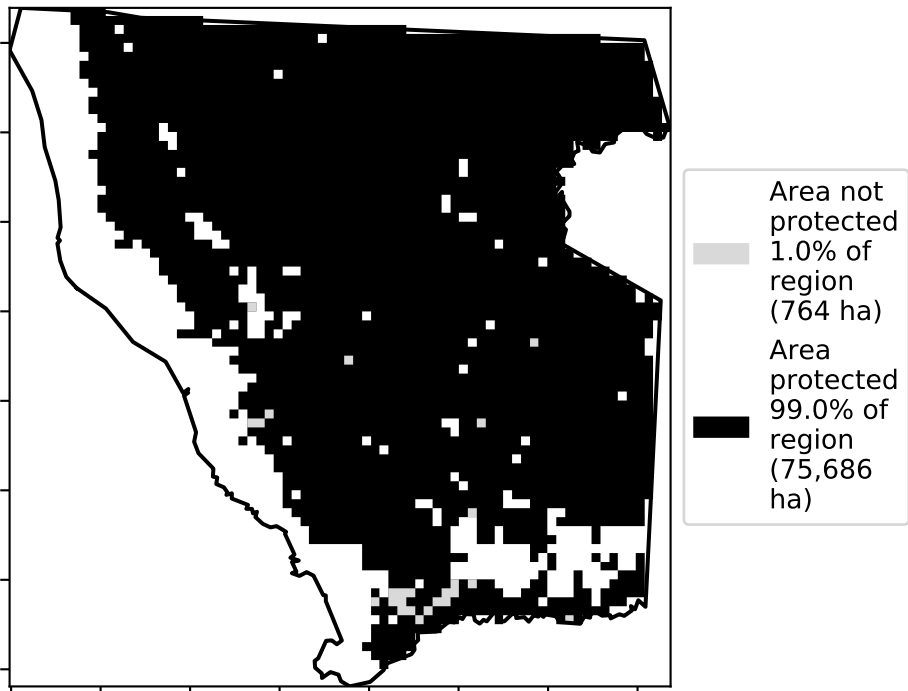 Area not
protected
1.0% of
region
(764 ha)
Area
protected
99.0% of
region
(75,686
ha)